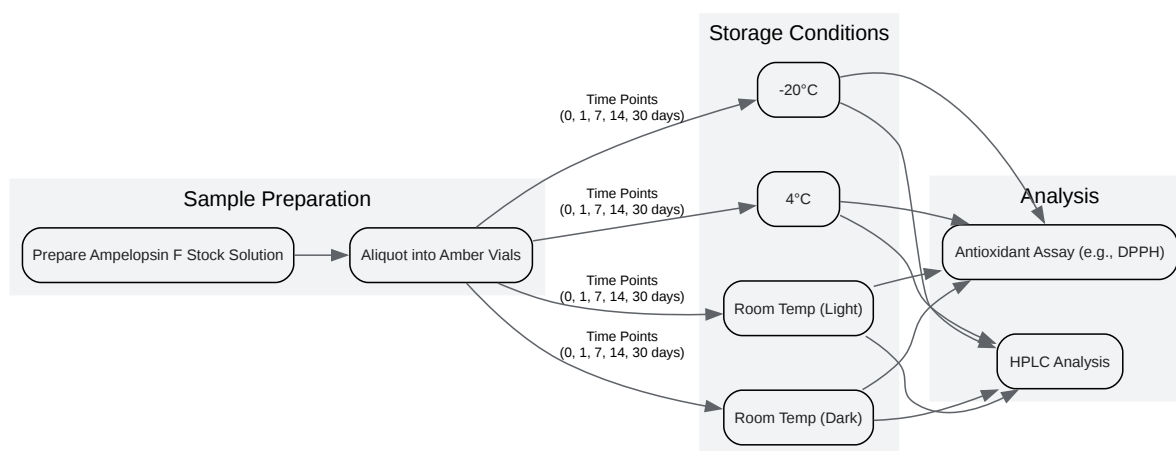 Sample Preparation
Prepare Ampelopsin F Stock Solution
Aliquot into Amber Vials
Time Points
(0, 1, 7, 14, 30 days)
Time Points
(0, 1, 7, 14, 30 days)
Time Points
(0, 1, 7, 14, 30 days)
Time Points
(0, 1, 7, 14, 30 days)
Storage Conditions
-20°C
4°C
Room Temp (Light)
Room Temp (Dark)
Analysis
Antioxidant Assay (e.g., DPPH)
HPLC Analysis